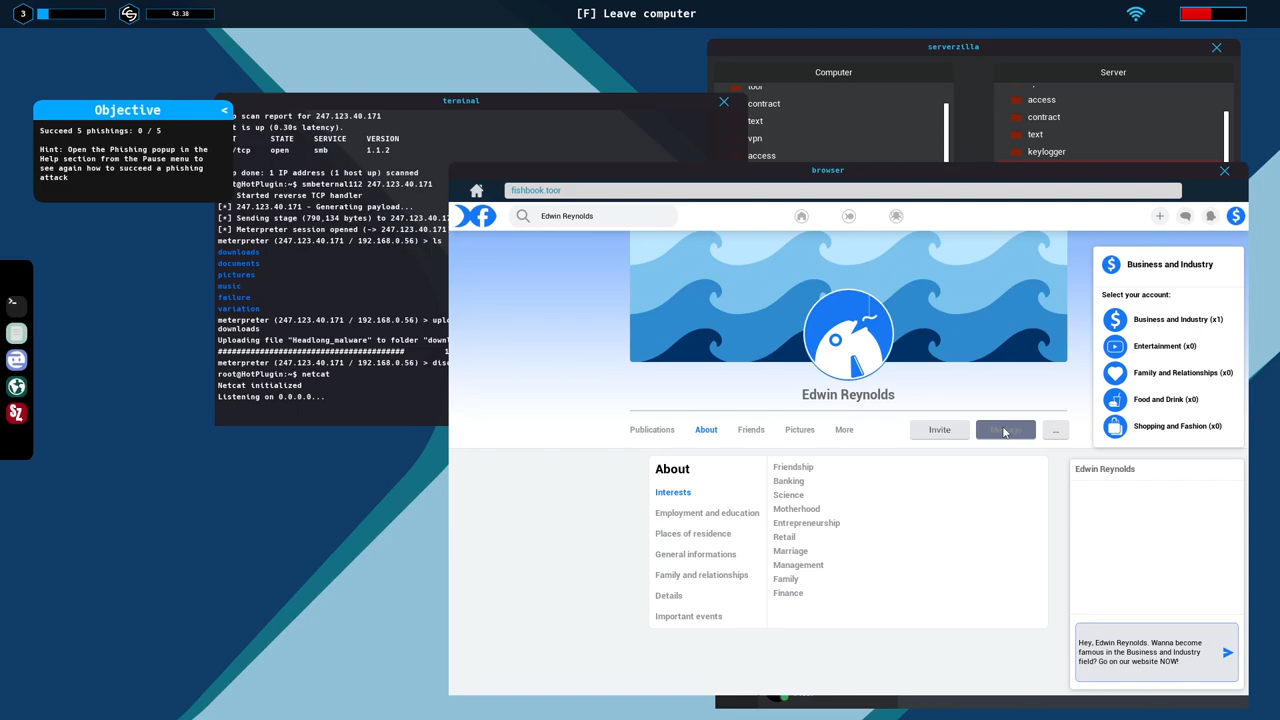 3
43.38
[F] Leave computer
serverzilla
Computer
Server
contract
text
vpn
access
access
contract
text
keylogger
Objective
<
Succeed 5 phishings: 0 / 5
Hint: Open the Phishing popup in the
Help section from the Pause menu to
see again how to succeed a phishing
attack
terminal
scan report for 247.123.40.171
t is up (0.30s latency).
T STATE SERVICE VERSION
/tcp open smb 1.1.2
p done: 1 IP address (1 host up) scanned
t@HotPlugin:~$ smbeternal112 247.123.40.171
Started reverse TCP handler
[*] 247.123.40.171 - Generating payload...
[*] Sending stage (790,134 bytes) to 247.123.40.17
[*] Meterpreter session opened (-> 247.123.40.171
meterpreter (247.123.40.171 / 192.168.0.56) > ls
downloads
documents
pictures
music
failure
variation
meterpreter (247.123.40.171 / 192.168.0.56) > uplo
downloads
Uploading file "Headlong_malware" to folder "down
######################################## 1
meterpreter (247.123.40.171 / 192.168.0.56) > disc
root@HotPlugin:~$ netcat
Netcat initialized
Listening on 0.0.0.0...
SZ
browser
fishbook.toor
Edwin Reynolds
Edwin Reynolds
Publications
About
Friends
Pictures
More
Invite
...
About
Interests
Employment and education
Places of residence
General informations
Family and relationships
Details
Important events
Friendship
Banking
Science
Motherhood
Entrepreneurship
Retail
Marriage
Management
Family
Finance
Business and Industry
Select your account:
Business and Industry (x1)
Entertainment (x0)
Family and Relationships (x0)
Food and Drink (x0)
Shopping and Fashion (x0)
Edwin Reynolds
Hey, Edwin Reynolds. Wanna become
famous in the Business and Industry
field? Go on our website NOW!